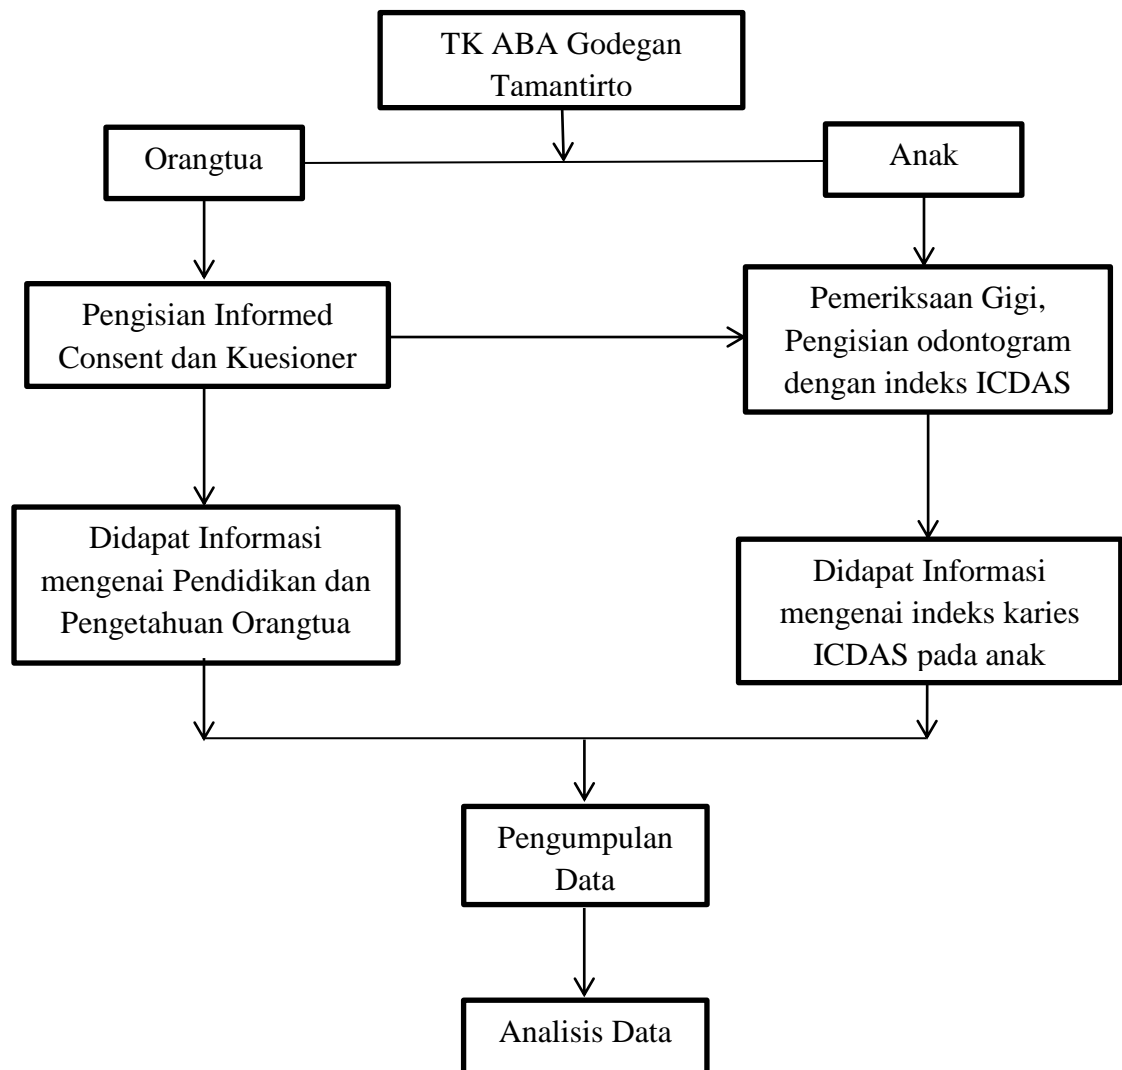 TK ABA Godegan
Tamantirto
Orangtua
Anak
Pengisian Informed
Consent dan Kuesioner
Pemeriksaan Gigi,
Pengisian odontogram
dengan indeks ICDAS
Didapat Informasi
mengenai Pendidikan dan
Pengetahuan Orangtua
Didapat Informasi
mengenai indeks karies
ICDAS pada anak
Pengumpulan
Data
Analisis Data